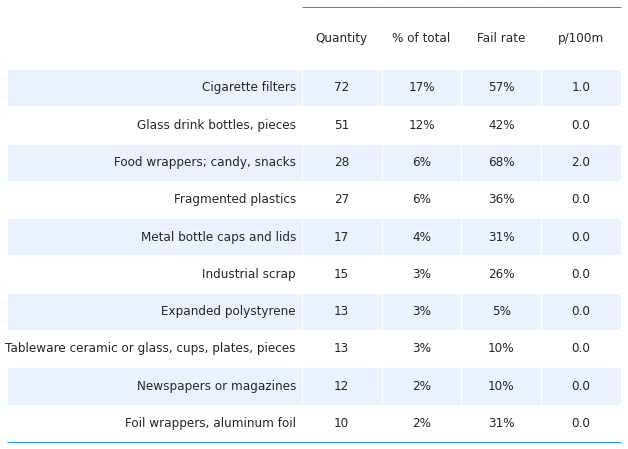 Quantity % of total Fail rate p/100m
Cigarette filters 72 17% 57% 1.0
Glass drink bottles, pieces 51 12% 42% 0.0
Food wrappers; candy, snacks 28 6% 68% 2.0
Fragmented plastics 27 6% 36% 0.0
Metal bottle caps and lids 17 4% 31% 0.0
Industrial scrap 15 3% 26% 0.0
Expanded polystyrene 13 3% 5% 0.0
Tableware ceramic or glass, cups, plates, pieces 13 3% 10% 0.0
Newspapers or magazines 12 2% 10% 0.0
Foil wrappers, aluminum foil 10 2% 31% 0.0